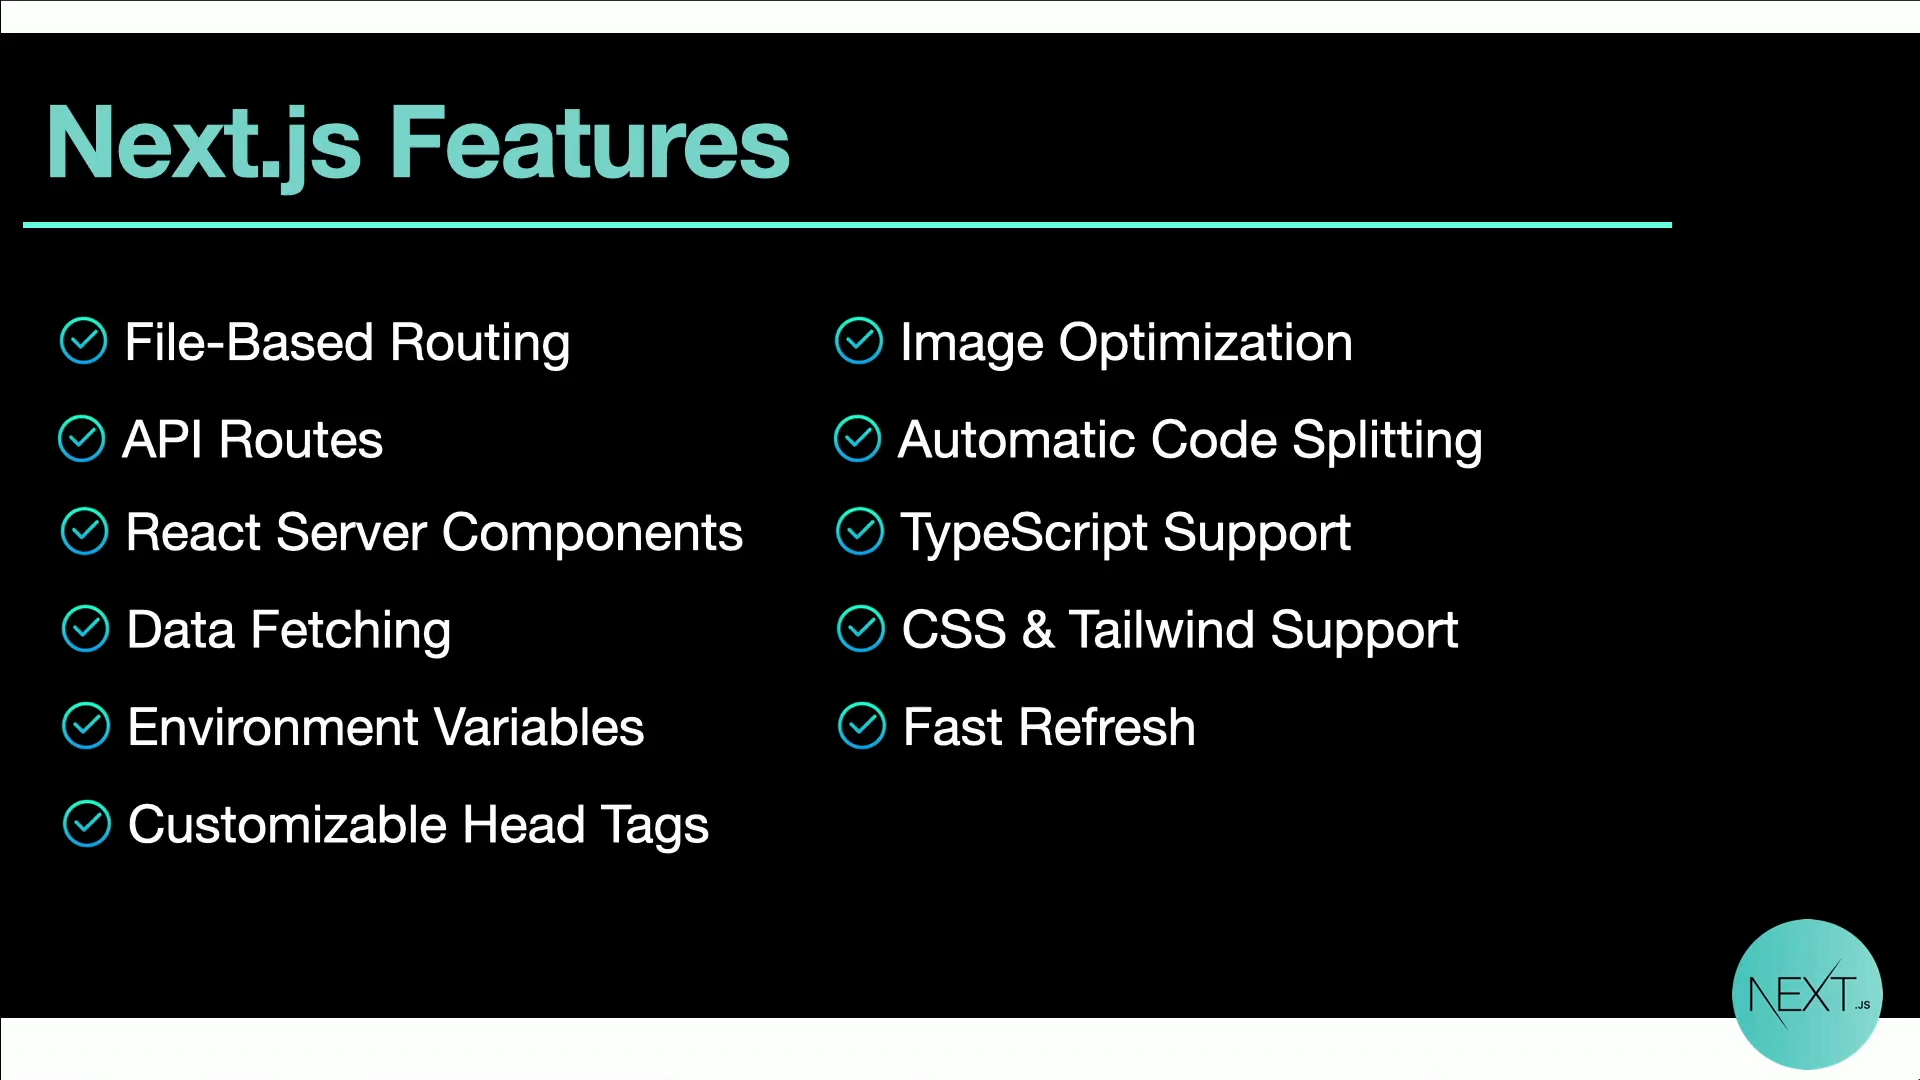 Next.js Features
File-Based Routing
API Routes
React Server Components
Data Fetching
Environment Variables
Customizable Head Tags
Image Optimization
Automatic Code Splitting
TypeScript Support
CSS & Tailwind Support
Fast Refresh
NEXT.JS